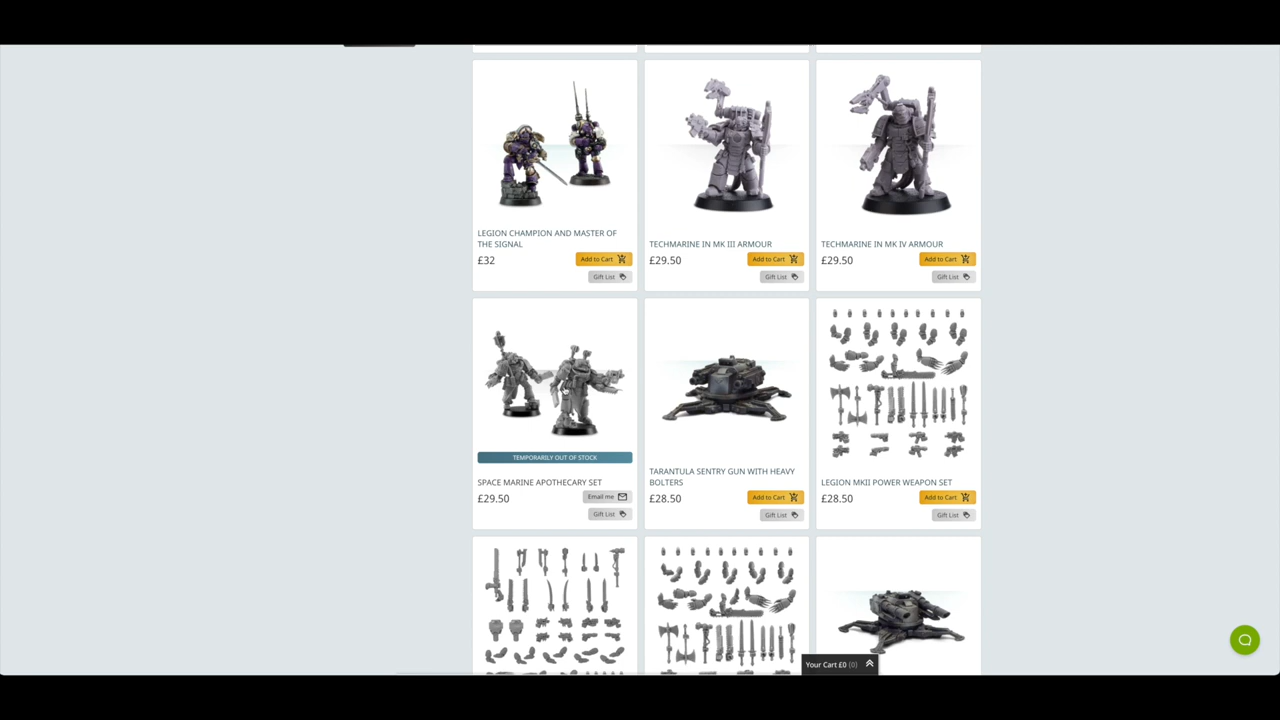 LEGION CHAMPION AND MASTER OF
THE SIGNAL
£32
Add to Cart
Gift List
TECHMARINE IN MK III ARMOUR
£29.50
Add to Cart
Gift List
TECHMARINE IN MK IV ARMOUR
£29.50
Add to Cart
Gift List
TEMPORARILY OUT OF STOCK
SPACE MARINE APOTHECARY SET
£29.50
Email me
Gift List
TARANTULA SENTRY GUN WITH HEAVY
BOLTERS
£28.50
Add to Cart
Gift List
LEGION MKII POWER WEAPON SET
£28.50
Add to Cart
Gift List
Your Cart £0 (0)